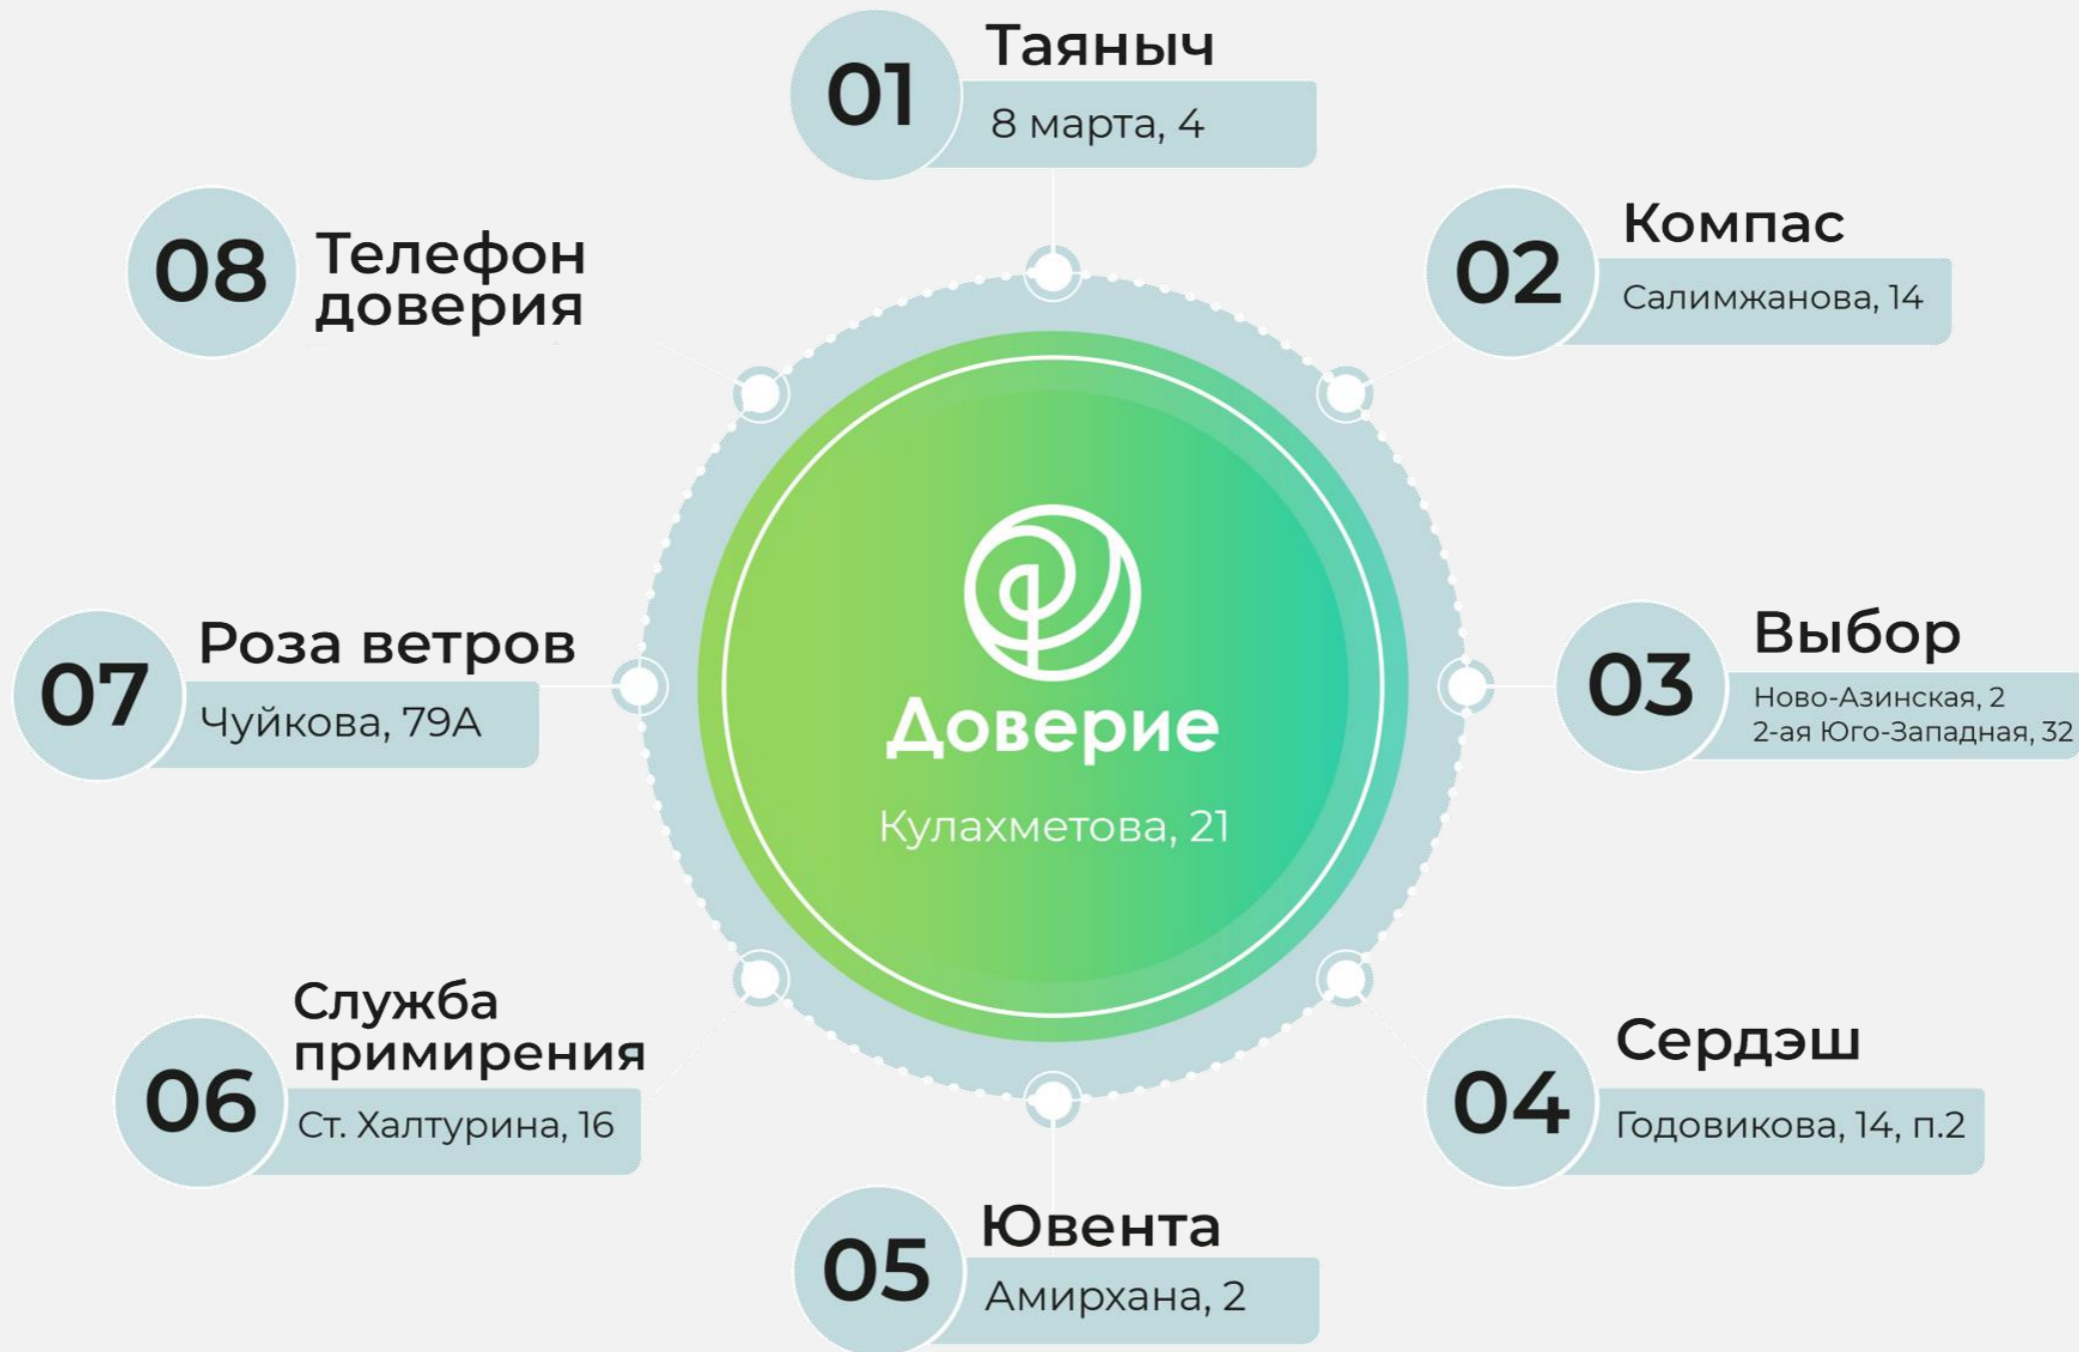 01
Таяныч
8 марта, 4
02
Компас
Салимжанова, 14
03
Выбор
Ново-Азинская, 2
2-ая Юго-Западная, 32
04
Сердэш
Годовикова, 14, п.2
05
Ювента
Амирхана, 2
06
Служба
примирения
Ст. Халтурина, 16
07
Роза ветров
Чуйкова, 79А
08
Телефон
доверия
Доверие
Кулахметова, 21